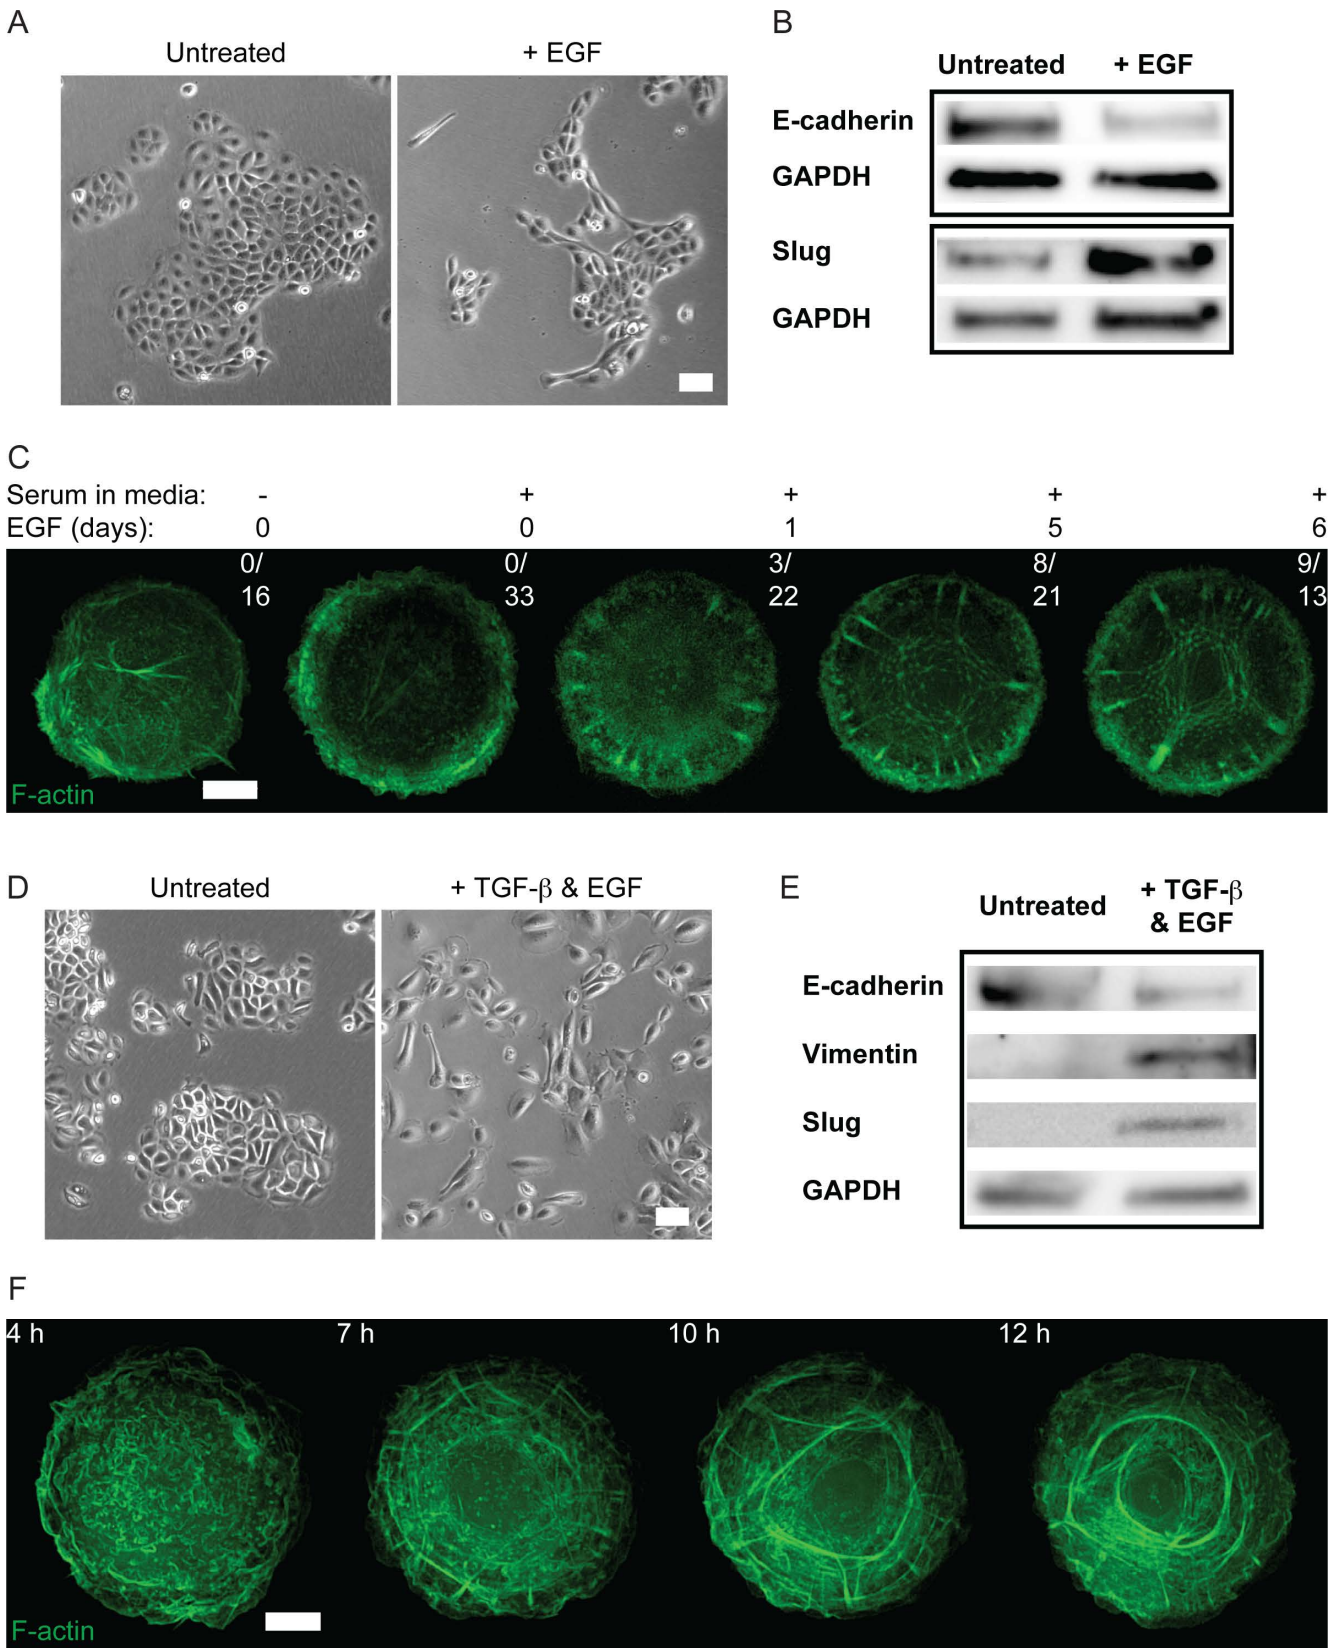 A
Untreated
+ EGF
B
Untreated
+ EGF
E-cadherin
GAPDH
Slug
GAPDH
C
Serum in media: - + + + +
EGF (days): 0 0 1 5 6
0/ 0/ 3/ 8/ 9/
16 33 22 21 13
F-actin
D
Untreated
+ TGF-β & EGF
E
Untreated
+ TGF-β
& EGF
E-cadherin
Vimentin
Slug
GAPDH
F
4 h 7 h 10 h 12 h
F-actin